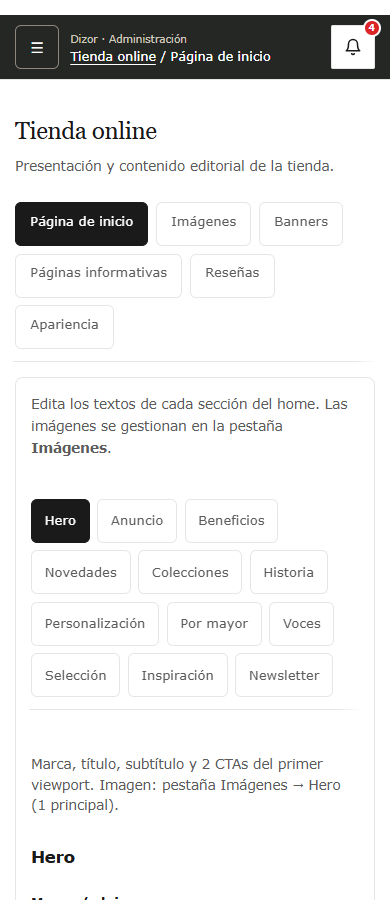 Dizor · Administración
4
Tienda online / Página de inicio
Tienda online
Presentación y contenido editorial de la tienda.
Página de inicio Imágenes Banners
Páginas informativas Reseñas
Apariencia
Edita los textos de cada sección del home. Las
imágenes se gestionan en la pestaña
Imágenes.
Hero Anuncio Beneficios
Novedades Colecciones Historia
Personalización Por mayor Voces
Selección Inspiración Newsletter
Marca, título, subtítulo y 2 CTAs del primer
viewport. Imagen: pestaña Imágenes → Hero
(1 principal).
Hero